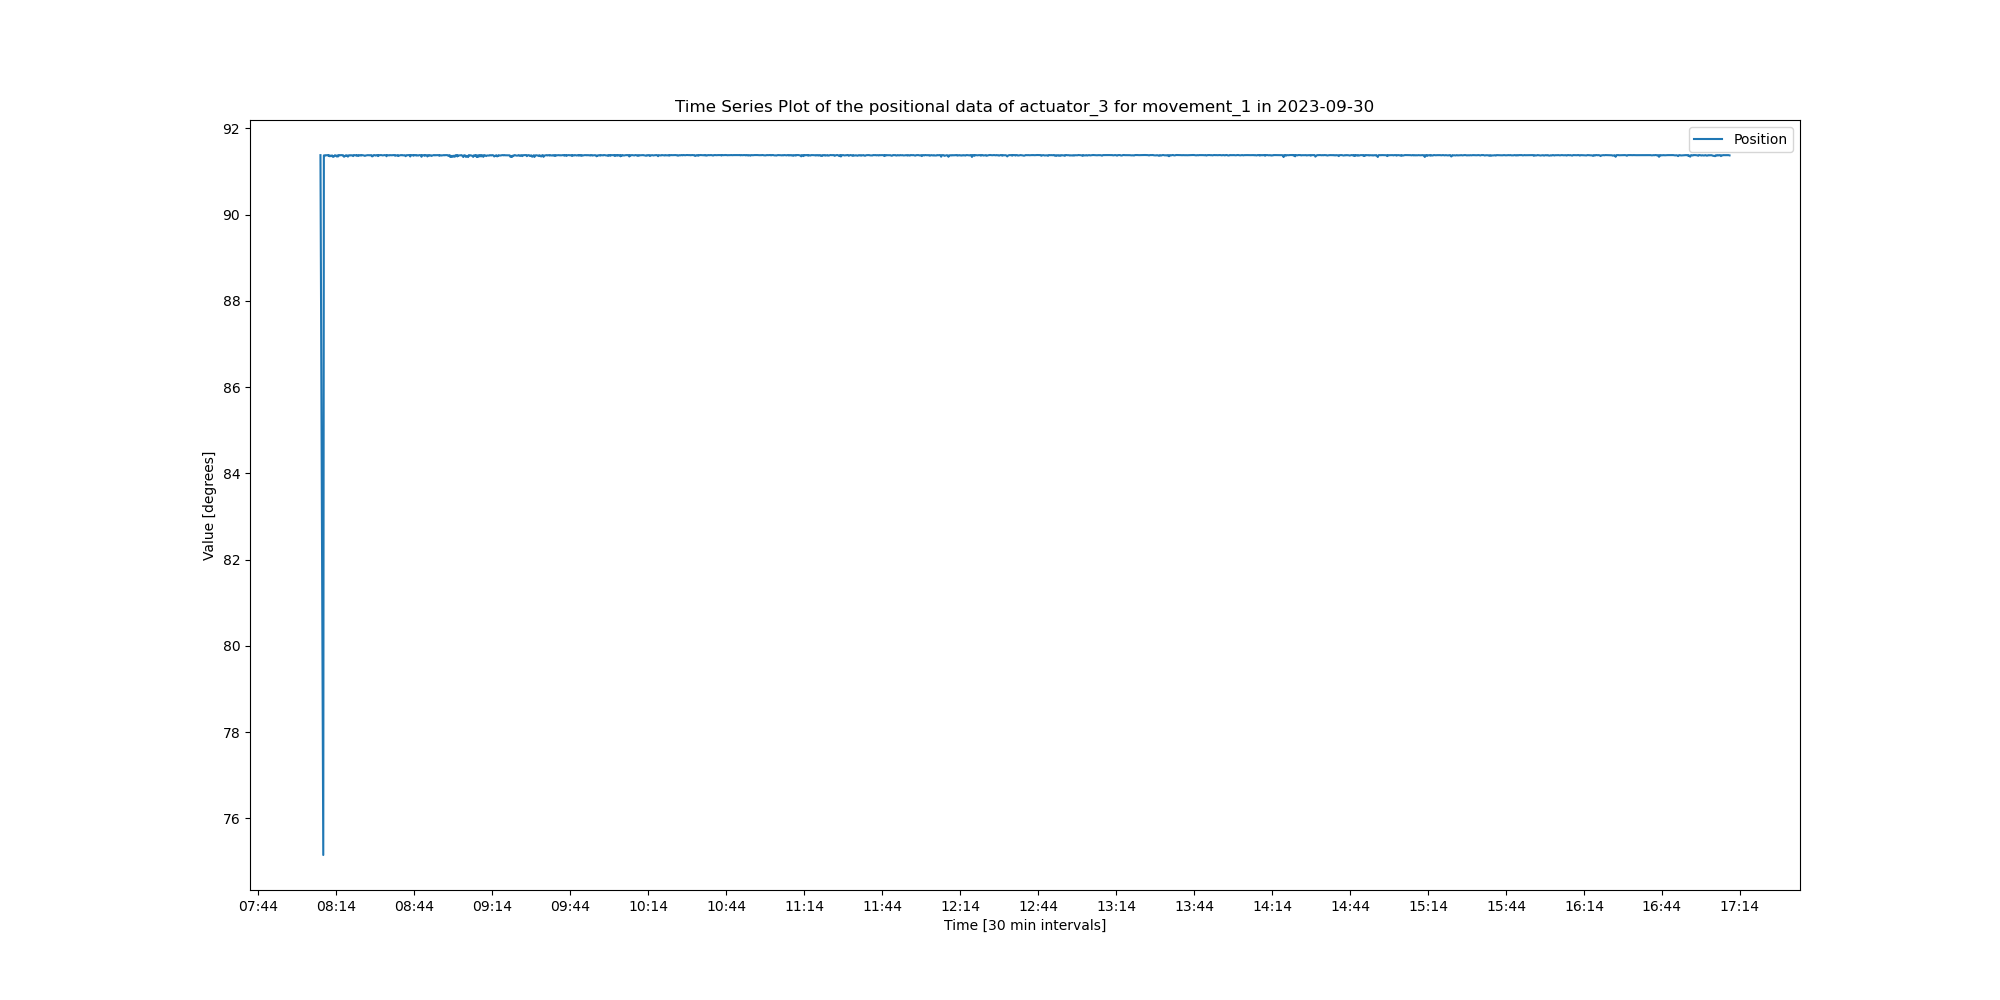 Time Series Plot of the positional data of actuator_3 for movement_1 in 2023-09-30
Position
92
90
88
86
84
82
80
78
76
Value [degrees]
07:44 08:14 08:44 09:14 09:44 10:14 10:44 11:14 11:44 12:14 12:44 13:14 13:44 14:14 14:44 15:14 15:44 16:14 16:44 17:14
Time [30 min intervals]